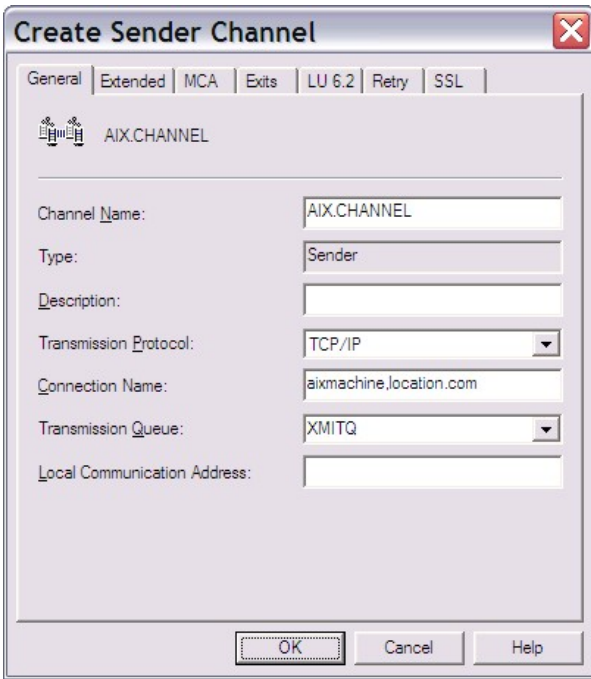 Create Sender Channel
General Extended MCA Exits LU 6.2 Retry SSL
AIX.CHANNEL
Channel Name: AIX.CHANNEL
Type: Sender
Description:
Transmission Protocol: TCP/IP
Connection Name: aixmachine,location.com
Transmission Queue: XMITQ
Local Communication Address:
OK Cancel Help